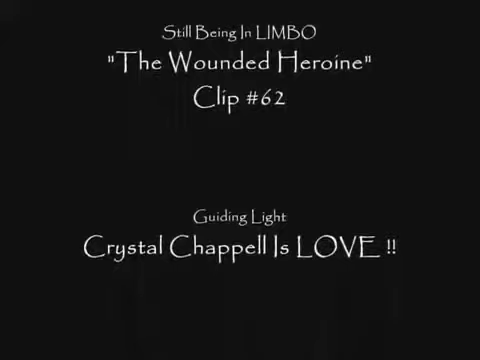 Still Being In LIMBO
"The Wounded Heroine"
Clip #62
Guiding Light
Crystal Chappell Is LOVE !!